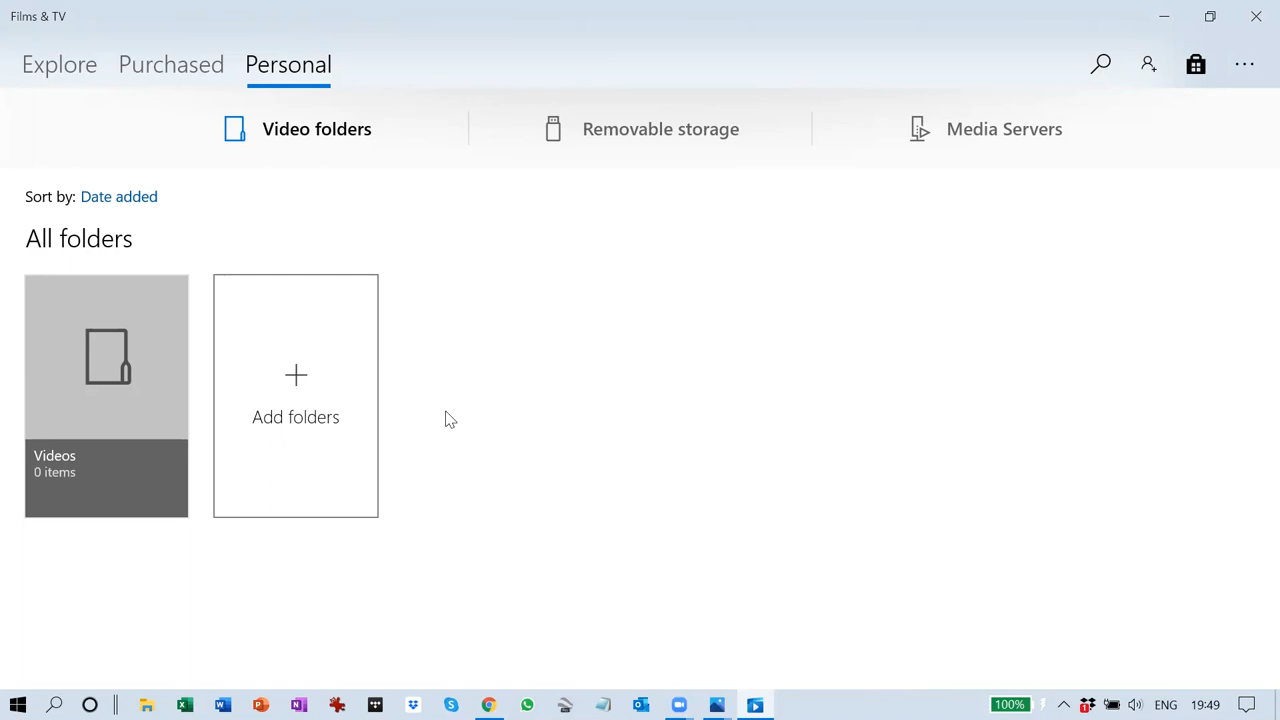 Films & TV
Explore Purchased Personal
Video folders Removable storage Media Servers
Sort by: Date added
All folders
Add folders
Videos
0 items
100% 1 ENG 19:49